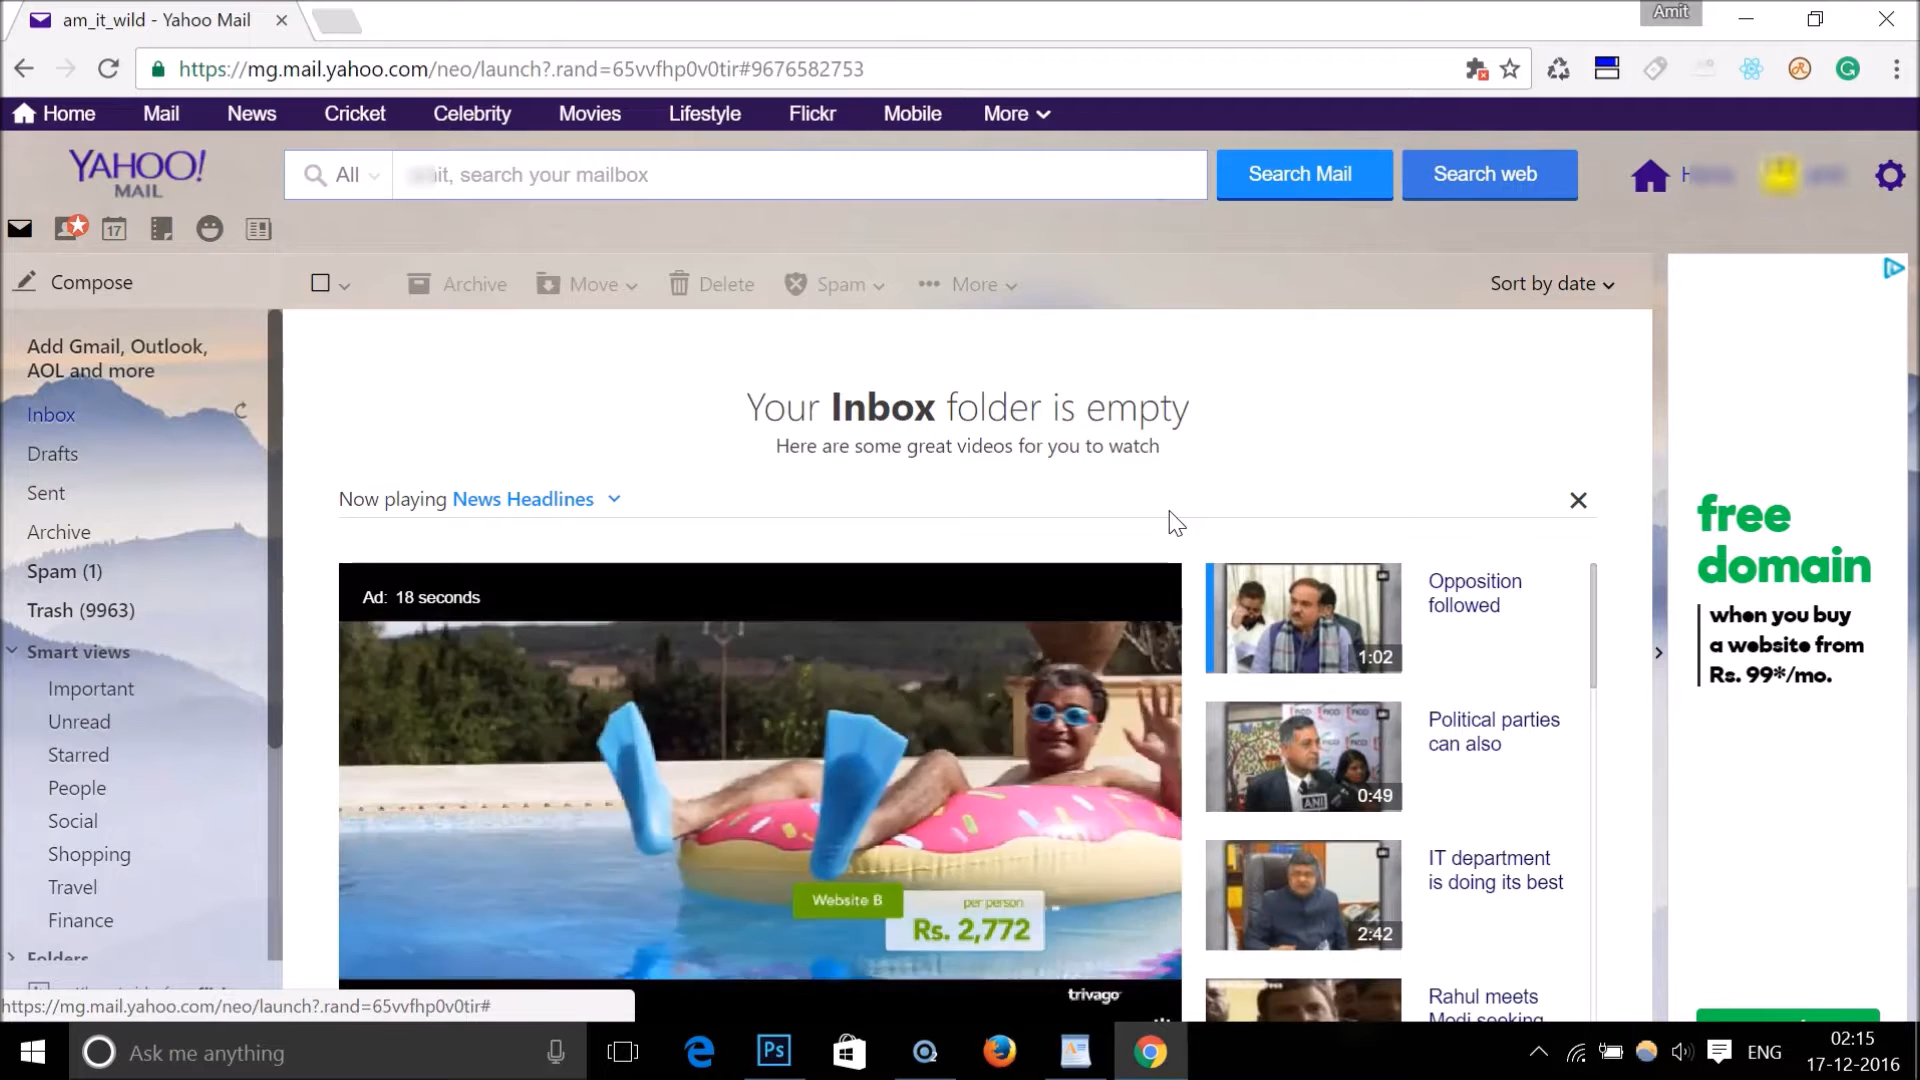 am_it_wild - Yahoo Mail
Amit
https://mg.mail.yahoo.com/neo/launch?.rand=65vvfhp0v0tir#9676582753
Home Mail News Cricket Celebrity Movies Lifestyle Flickr Mobile More
YAHOO!
MAIL
All
it, search your mailbox
Search Mail
Search web
17
Compose
Archive Move Delete Spam More
Sort by date
Add Gmail, Outlook,
AOL and more
Inbox
Drafts
Sent
Archive
Spam (1)
Trash (9963)
Smart views
Important
Unread
Starred
People
Social
Shopping
Travel
Finance
Folders
Your Inbox folder is empty
Here are some great videos for you to watch
Now playing News Headlines
Ad: 18 seconds
Website B
per person
Rs. 2,772
trivago
1:02
Opposition
followed
0:49
Political parties
can also
2:42
IT department
is doing its best
Rahul meets
Modi seeking
free
domain
when you buy
a website from
Rs. 99*/mo.
https://mg.mail.yahoo.com/neo/launch?.rand=65vvfhp0v0tir#
Ask me anything
Ps
ENG
02:15
17-12-2016